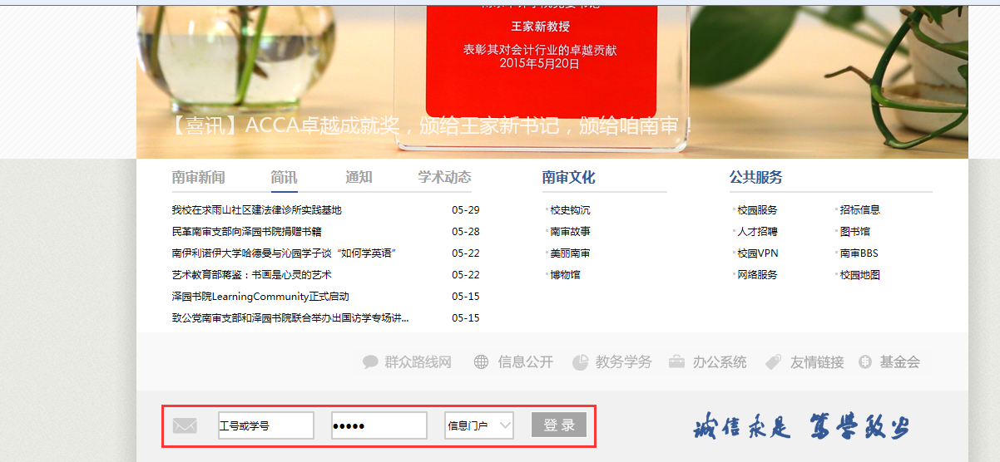 王家新教授
表彰其对会计行业的卓越贡献
2015年5月20日
【喜讯】ACCA卓越成就奖，颁给王家新书记，颁给咱南审！
南审新闻 简讯 通知 学术动态
我校在求雨山社区建法律诊所实践基地 05-29
民革南审支部向泽园书院捐赠书籍 05-28
南伊利诺伊大学哈德曼与沁园学子谈“如何学英语” 05-22
艺术教育部蒋鉴：书画是心灵的艺术 05-22
泽园书院LearningCommunity正式启动 05-15
致公党南审支部和泽园书院联合举办出国访学专场讲... 05-15
南审文化
校史钩沉
南审故事
美丽南审
博物馆
公共服务
校园服务 招标信息
人才招聘 图书馆
校园VPN 南审BBS
网络服务 校园地图
群众路线网 信息公开 教务学务 办公系统 友情链接 基金会
工号或学号 ●●●●● 信息门户 登录
诚信求是 笃学致公